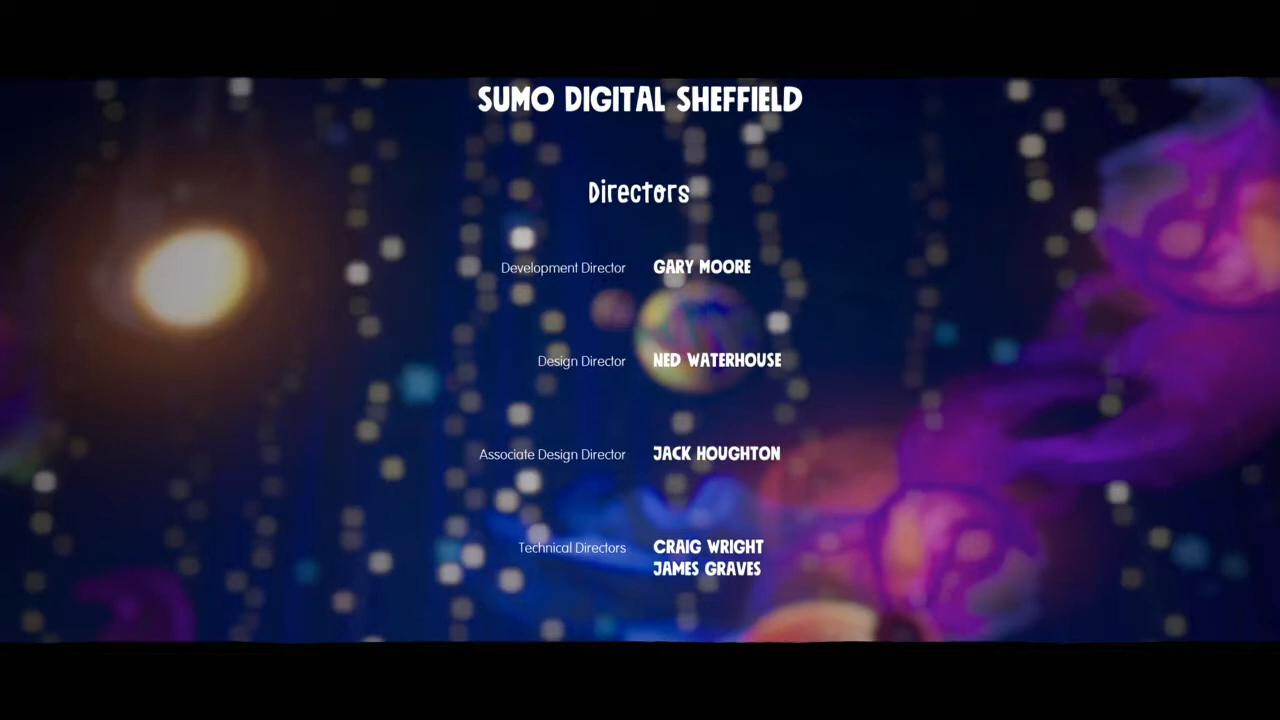 SUMO DIGITAL SHEFFIELD
Directors
Development Director GARY MOORE
Design Director NED WATERHOUSE
Associate Design Director JACK HOUGHTON
Technical Directors CRAIG WRIGHT
JAMES GRAVES